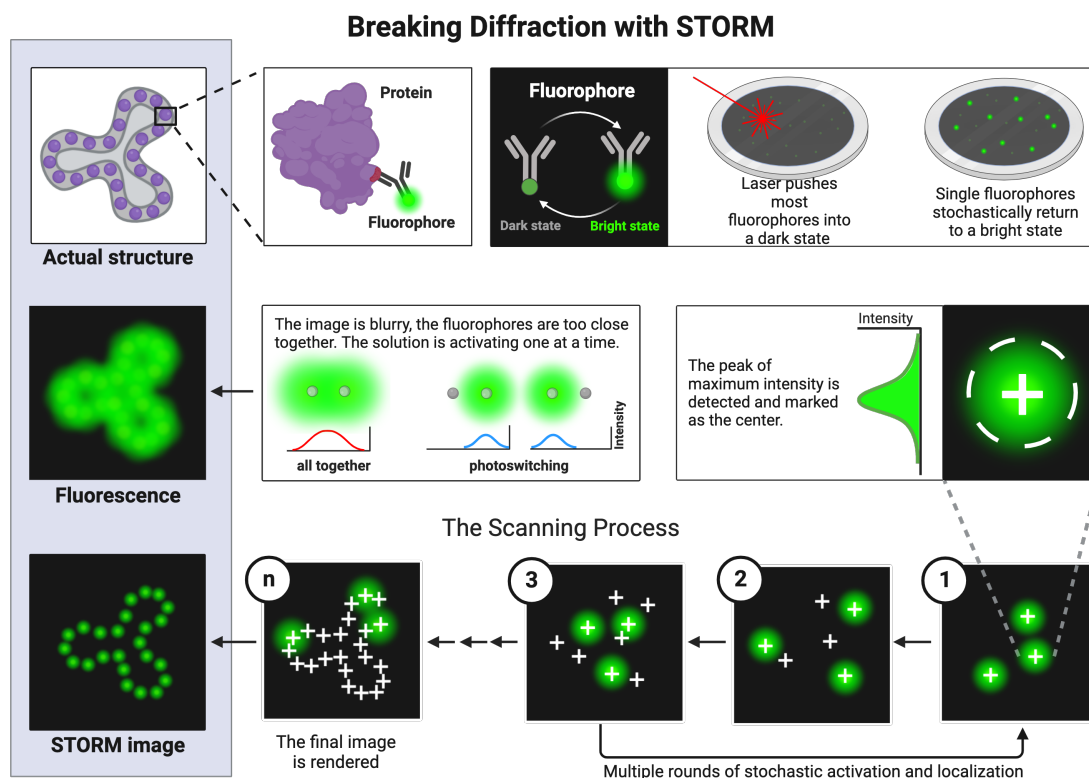 Breaking Diffraction with STORM
Actual structure
Protein
Fluorophore
Fluorophore
Dark state
Bright state
Laser pushes
most
fluorophores into
a dark state
Single fluorophores
stochastically return
to a bright state
Fluorescence
The image is blurry, the fluorophores are too close
together. The solution is activating one at a time.
Intensity
all together
photoswitching
Intensity
The peak of
maximum intensity is
detected and marked
as the center.
The Scanning Process
n
3
2
1
STORM image
The final image
is rendered
Multiple rounds of stochastic activation and localization